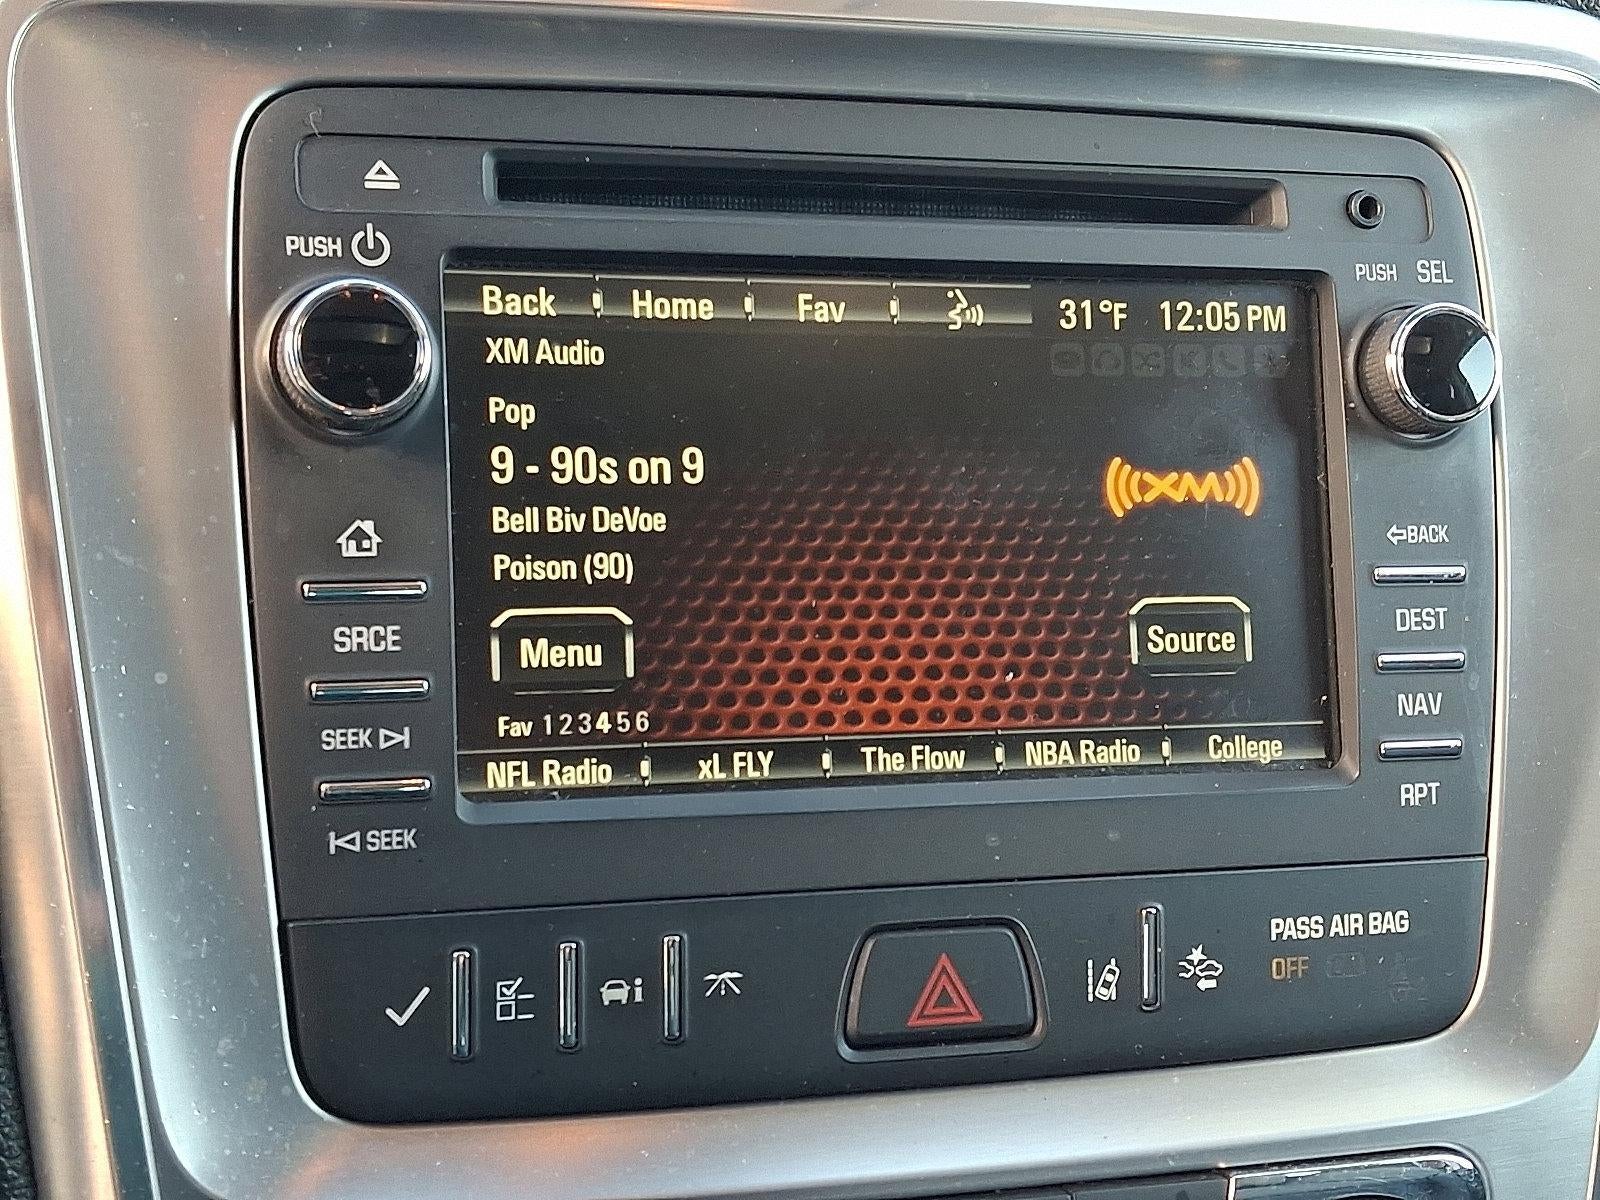 PUSH
PUSH SEL
Back Home Fav 31°F 12:05 PM
XM Audio
Pop
9 - 90s on 9
XM
Bell Biv DeVoe
Poison (90)
Menu Source
Fav 1 2 3 4 5 6
NFL Radio xL FLY The Flow NBA Radio College
SRCE
SEEK
SEEK
BACK
DEST
NAV
RPT
i
PASS AIR BAG
OFF